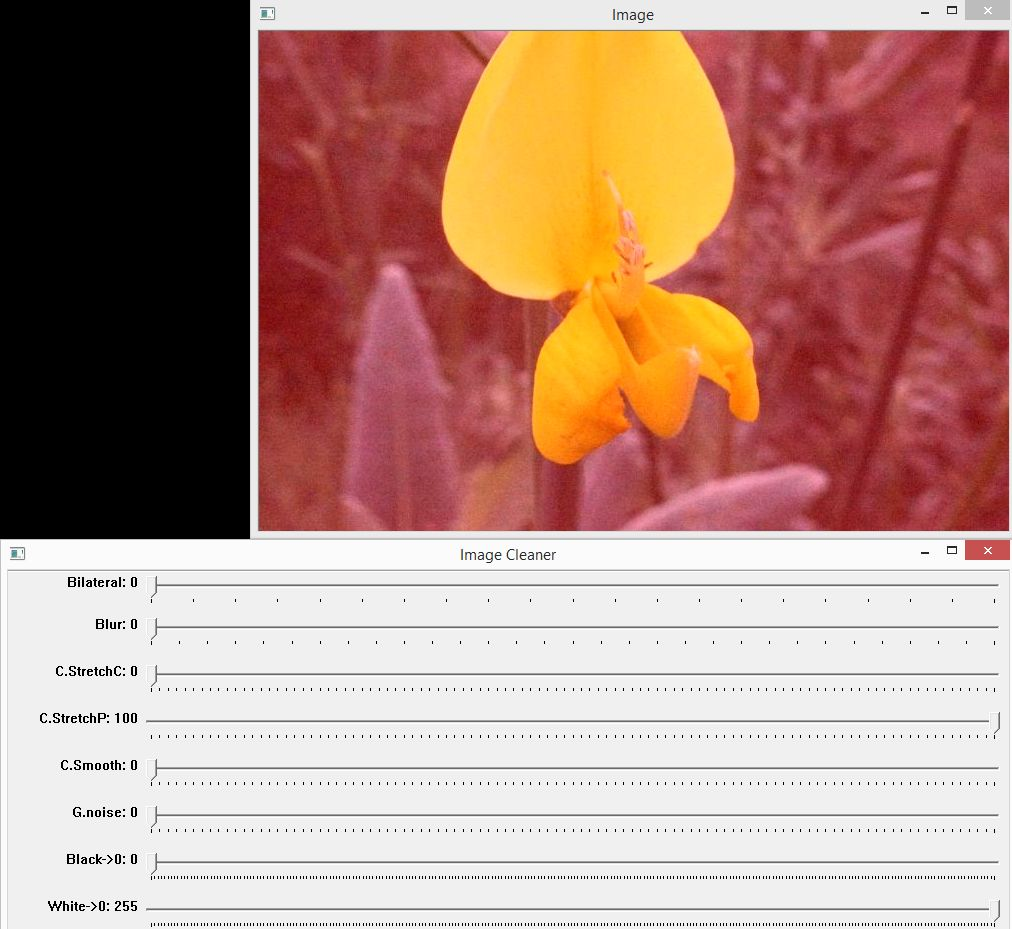 Image
Image Cleaner
Bilateral: 0
Blur: 0
C.StretchC: 0
C.StretchP: 100
C.Smooth: 0
G.noise: 0
Black->0: 0
White->0: 255